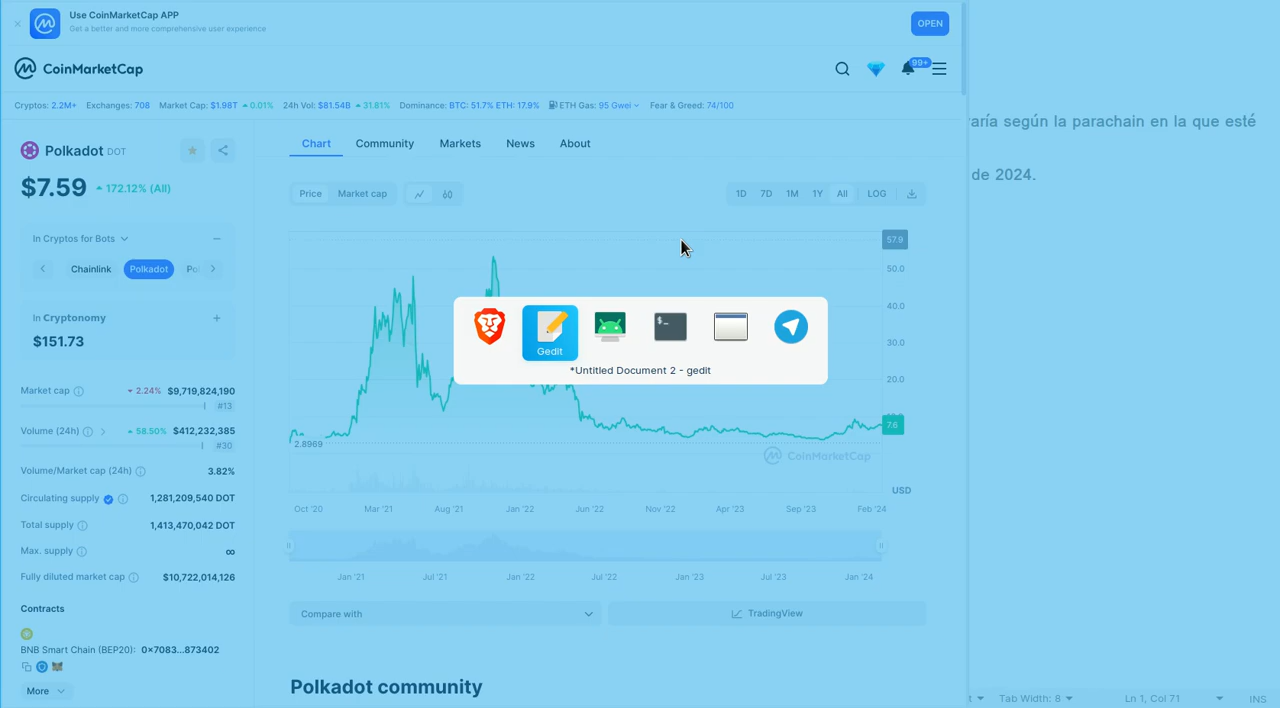 Use CoinMarketCap APP
Get a better and more comprehensive user experience
OPEN
CoinMarketCap
99+
Cryptos: 2.2M+ Exchanges: 708 Market Cap: $1.98T 0.01% 24h Vol: $81.54B 31.81% Dominance: BTC: 51.7% ETH: 17.9% ETH Gas: 95 Gwei Fear & Greed: 74/100
Polkadot DOT
$7.59 172.12% (All)
In Cryptos for Bots
Chainlink Polkadot
In Cryptonomy
$151.73
Market cap 2.24% $9,719,824,190
#13
Volume (24h) 58.50% $412,232,385
#30
Volume/Market cap (24h) 3.82%
Circulating supply 1,281,209,540 DOT
Total supply 1,413,470,042 DOT
Max. supply ∞
Fully diluted market cap $10,722,014,126
Contracts
BNB Smart Chain (BEP20): 0x7083...873402
More
Chart Community Markets News About
Price Market cap
1D 7D 1M 1Y All LOG
57.9
50.0
40.0
30.0
20.0
7.6
2.8969
CoinMarketCap
USD
Oct '20 Mar '21 Aug '21 Jan '22 Jun '22 Nov '22 Apr '23 Sep '23 Feb '24
Jan '21 Jul '21 Jan '22 Jul '22 Jan '23 Jul '23 Jan '24
Compare with
TradingView
Polkadot community
$_
Gedit
*Untitled Document 2 - gedit
aría según la parachain en la que esté
de 2024.
Tab Width: 8 Ln 1, Col 71 INS